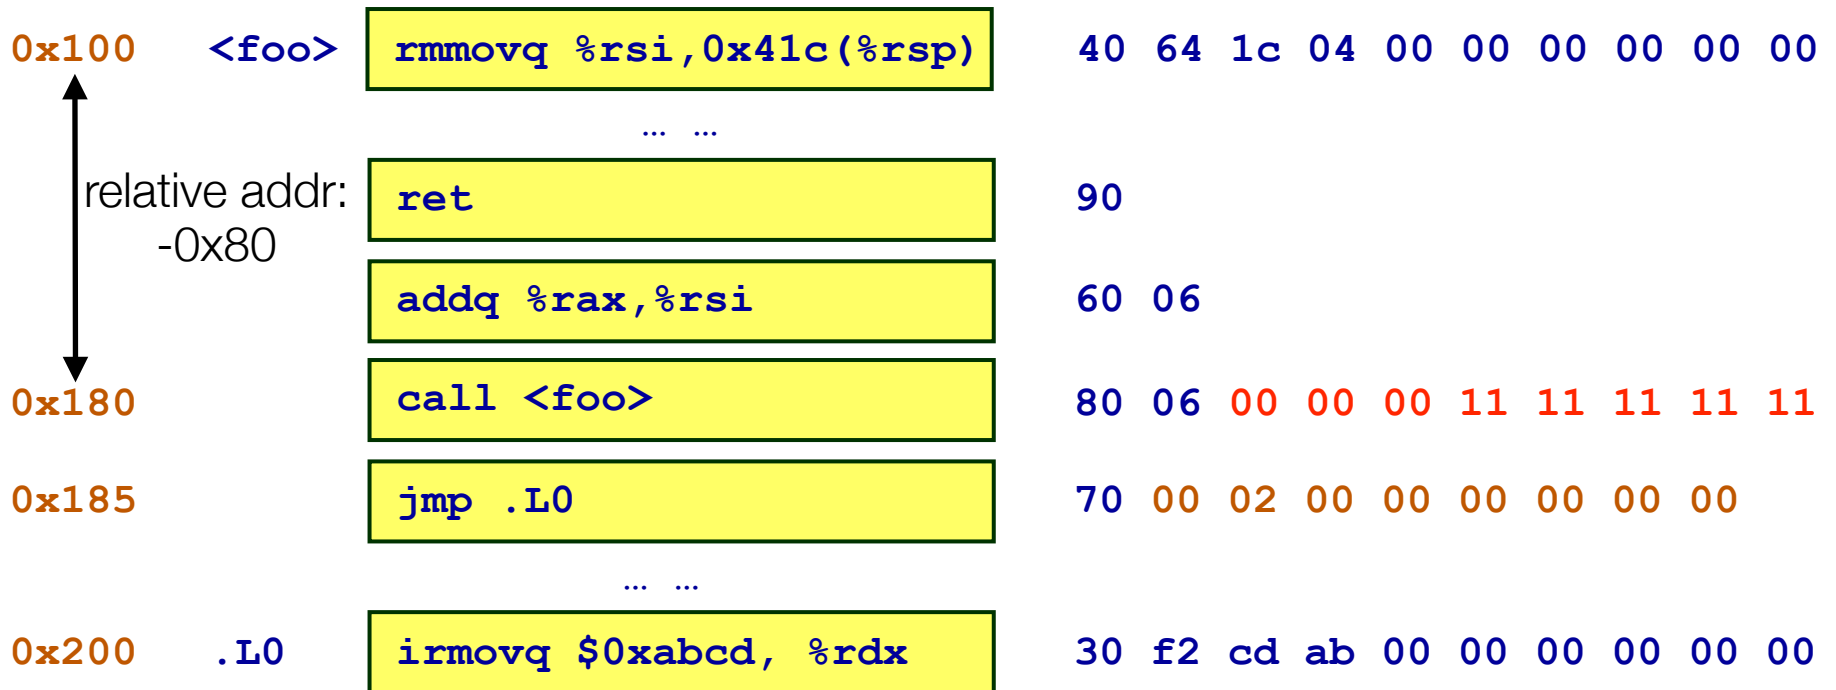 0x100 <foo> rmmovq %rsi,0x41c(%rsp) 40 64 1c 04 00 00 00 00 00 00
… …
relative addr:
-0x80
ret 90
addq %rax,%rsi 60 06
0x180 call <foo> 80 06 00 00 00 11 11 11 11 11
0x185 jmp .L0 70 00 02 00 00 00 00 00 00
… …
0x200 .L0 irmovq $0xabcd, %rdx 30 f2 cd ab 00 00 00 00 00 00